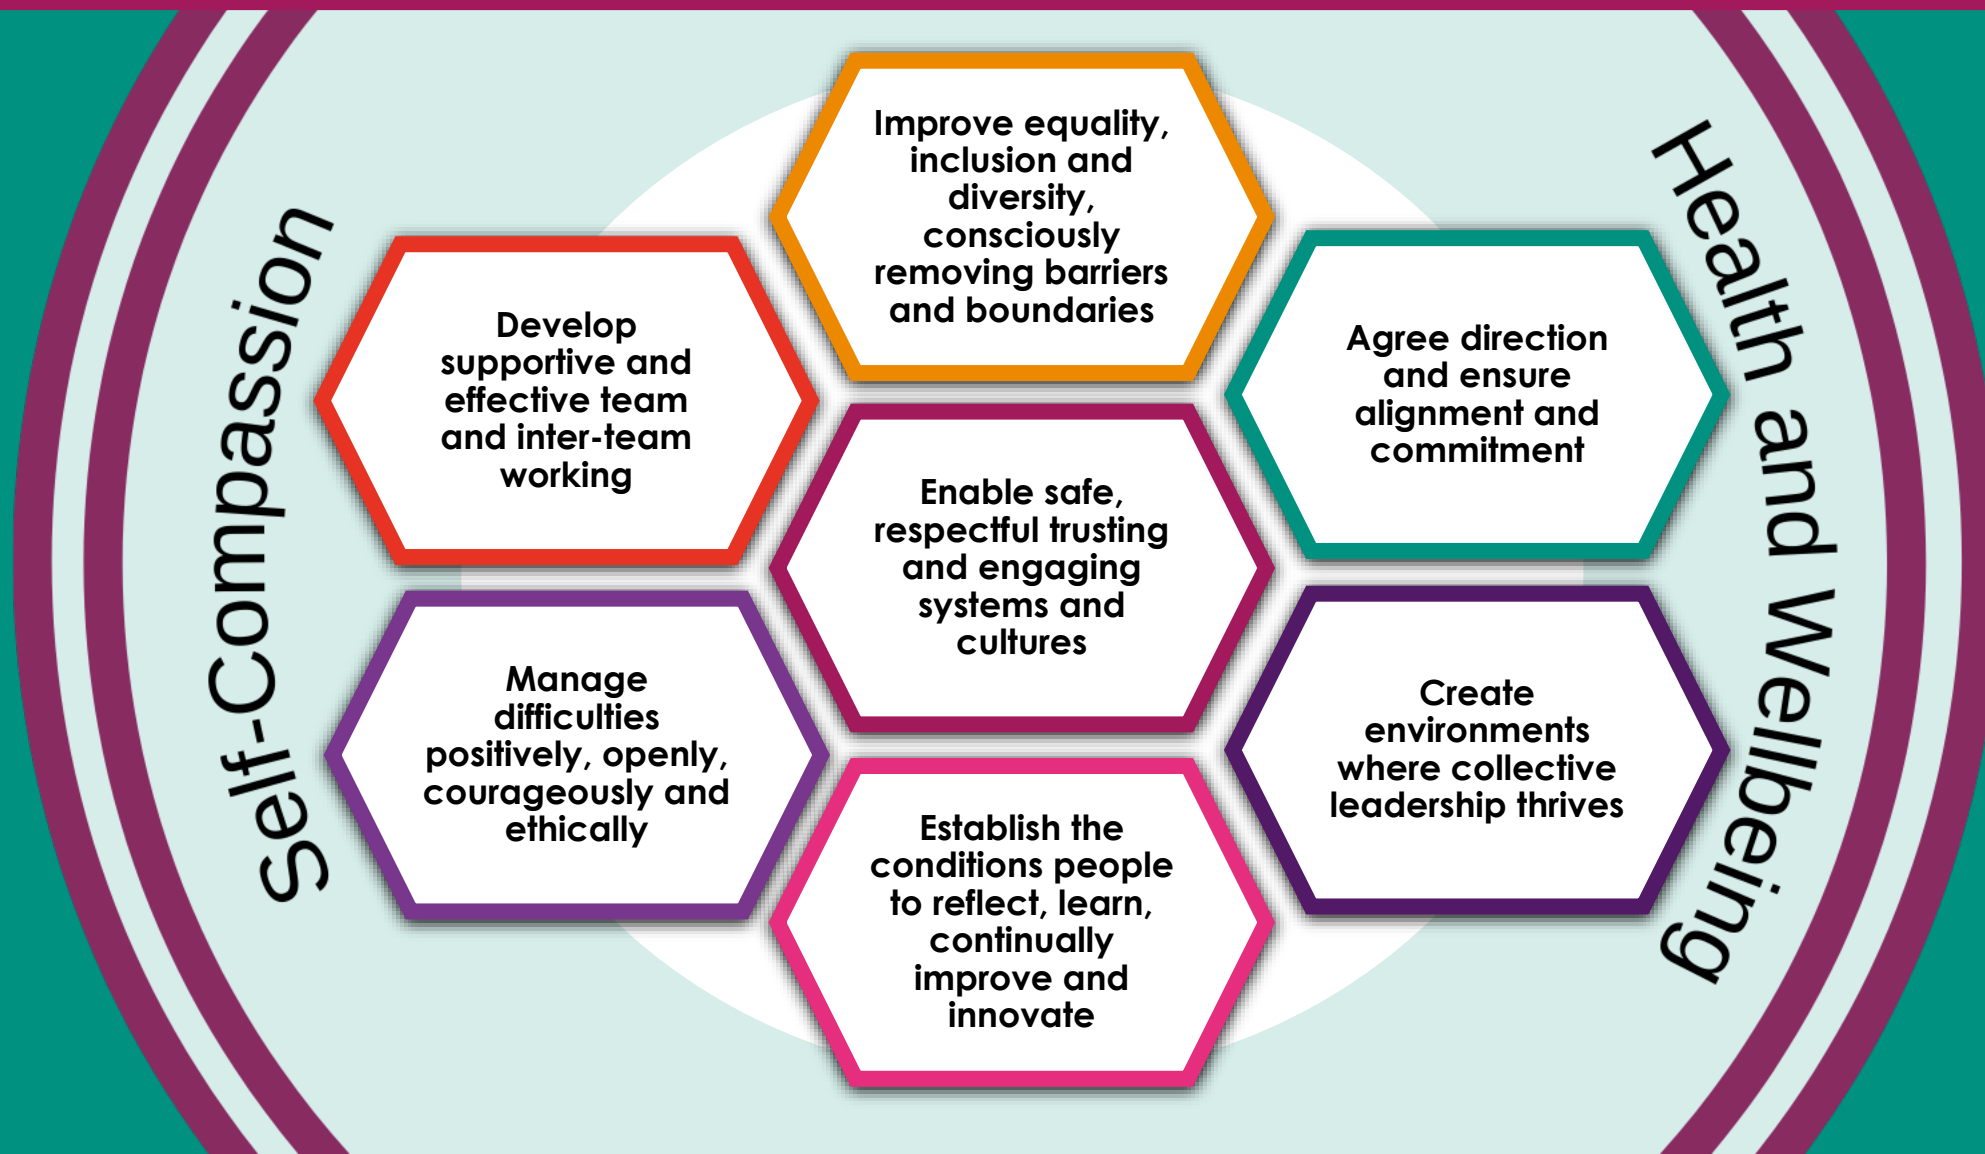 Self-Compassion
Improve equality,
inclusion and
diversity,
consciously
removing barriers
and boundaries
Develop
supportive and
effective team
and inter-team
working
Agree direction
and ensure
alignment and
commitment
Enable safe,
respectful trusting
and engaging
systems and
cultures
Manage
difficulties
positively, openly,
courageously and
ethically
Create
environments
where collective
leadership thrives
Establish the
conditions people
to reflect, learn,
continually
improve and
innovate
Health and Wellbeing